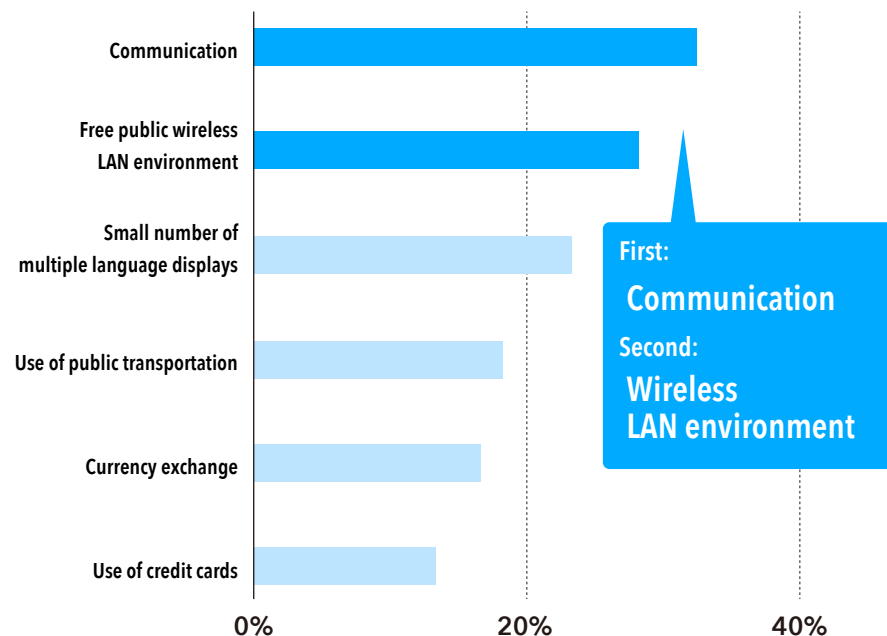 Communication
Free public wireless
LAN environment
Small number of
multiple language displays
Use of public transportation
Currency exchange
Use of credit cards
0%
20%
40%
First:
Communication
Second:
Wireless
LAN environment